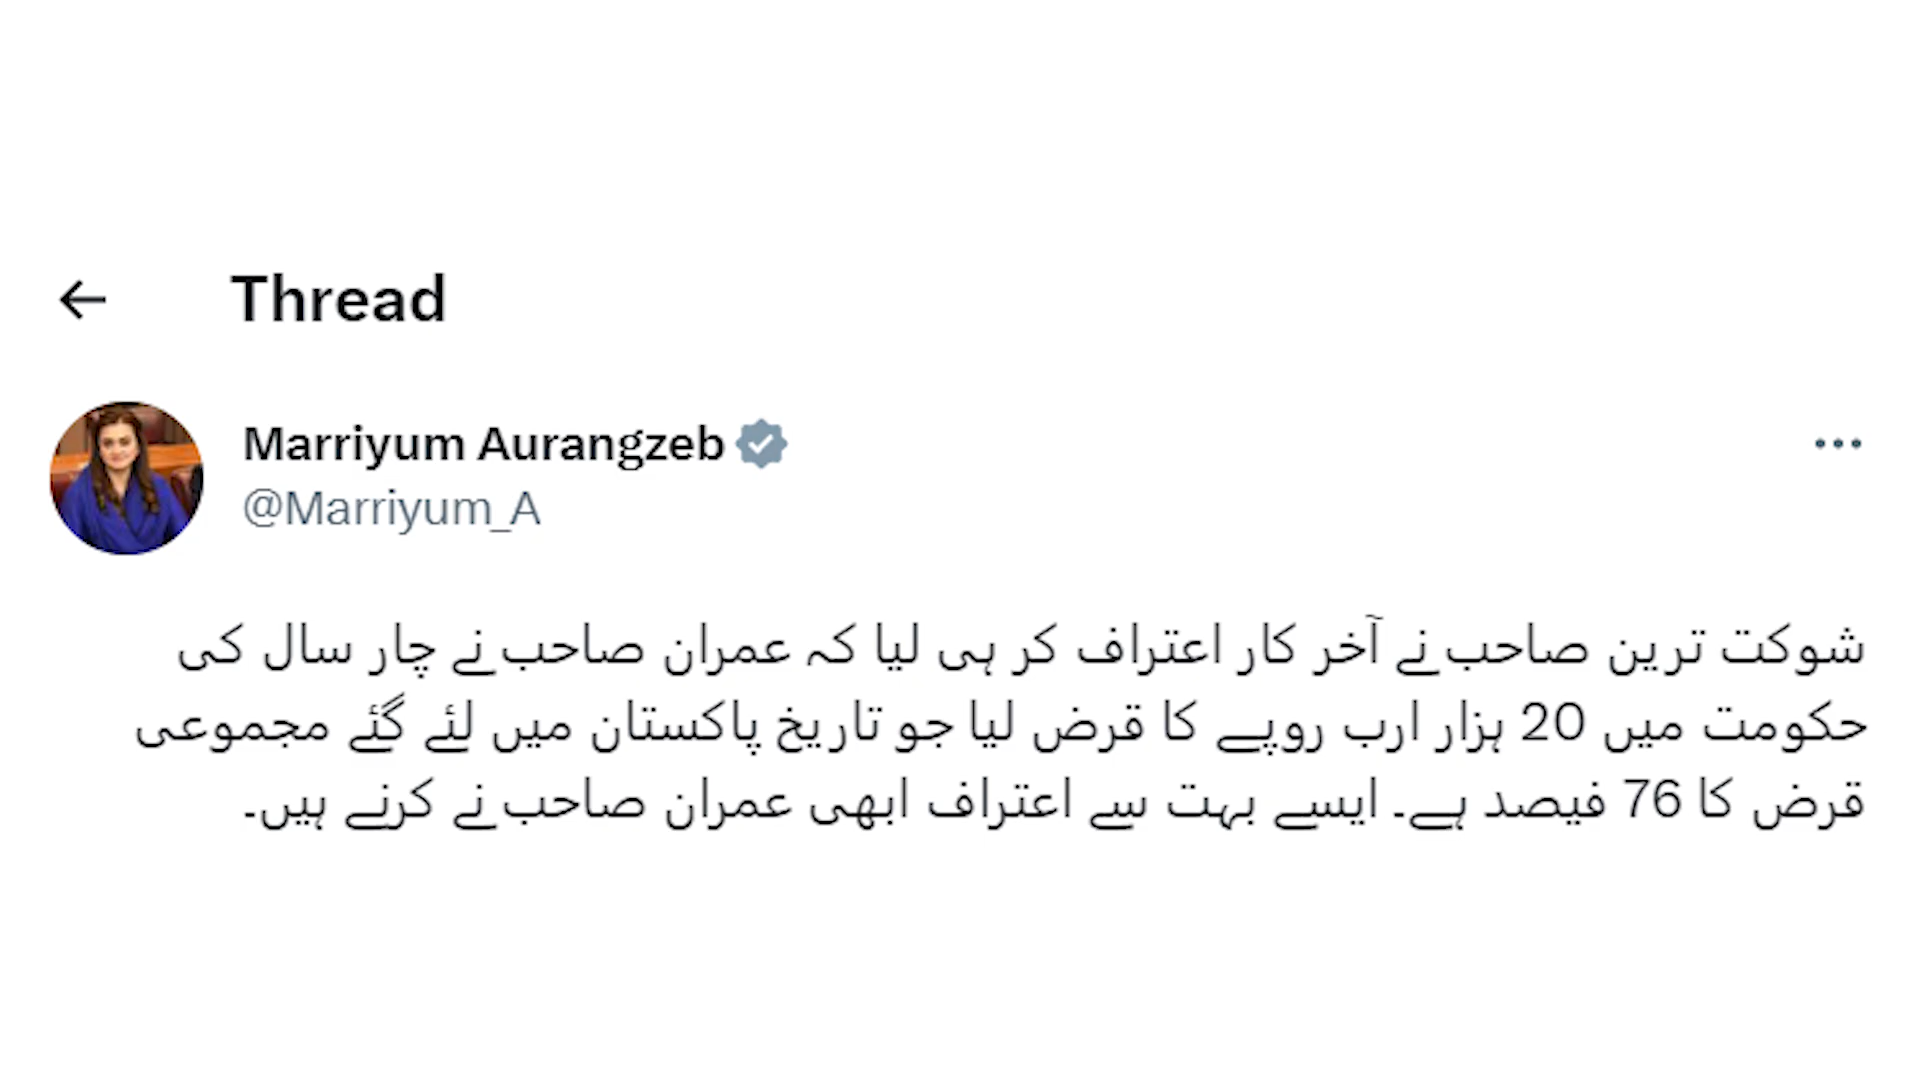 Thread
Marriyum Aurangzeb
@Marriyum_A
شوکت ترین صاحب نے آخر کار اعتراف کر ہی لیا کہ عمران صاحب نے چار سال کی
حکومت میں 20 ہزار ارب روپے کا قرض لیا جو تاریخ پاکستان میں لئے گئے مجموعی
قرض کا 76 فیصد ہے۔ ایسے بہت سے اعتراف ابھی عمران صاحب نے کرنے ہیں۔